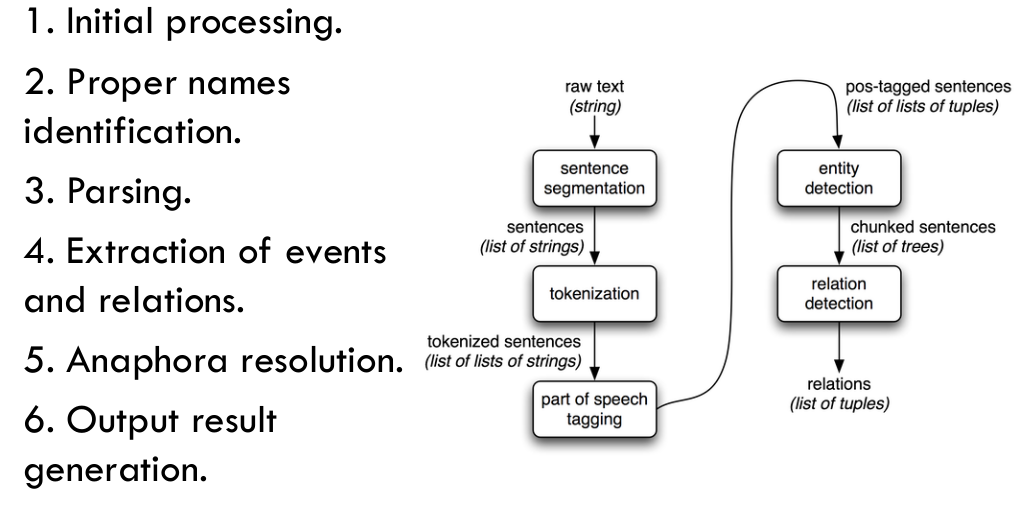 1. Initial processing.
2. Proper names
identification.
3. Parsing.
4. Extraction of events
and relations.
5. Anaphora resolution.
6. Output result
generation.
raw text
(string)
sentence
segmentation
sentences
(list of strings)
tokenization
tokenized sentences
(list of lists of strings)
part of speech
tagging
pos-tagged sentences
(list of lists of tuples)
entity
detection
chunked sentences
(list of trees)
relation
detection
relations
(list of tuples)